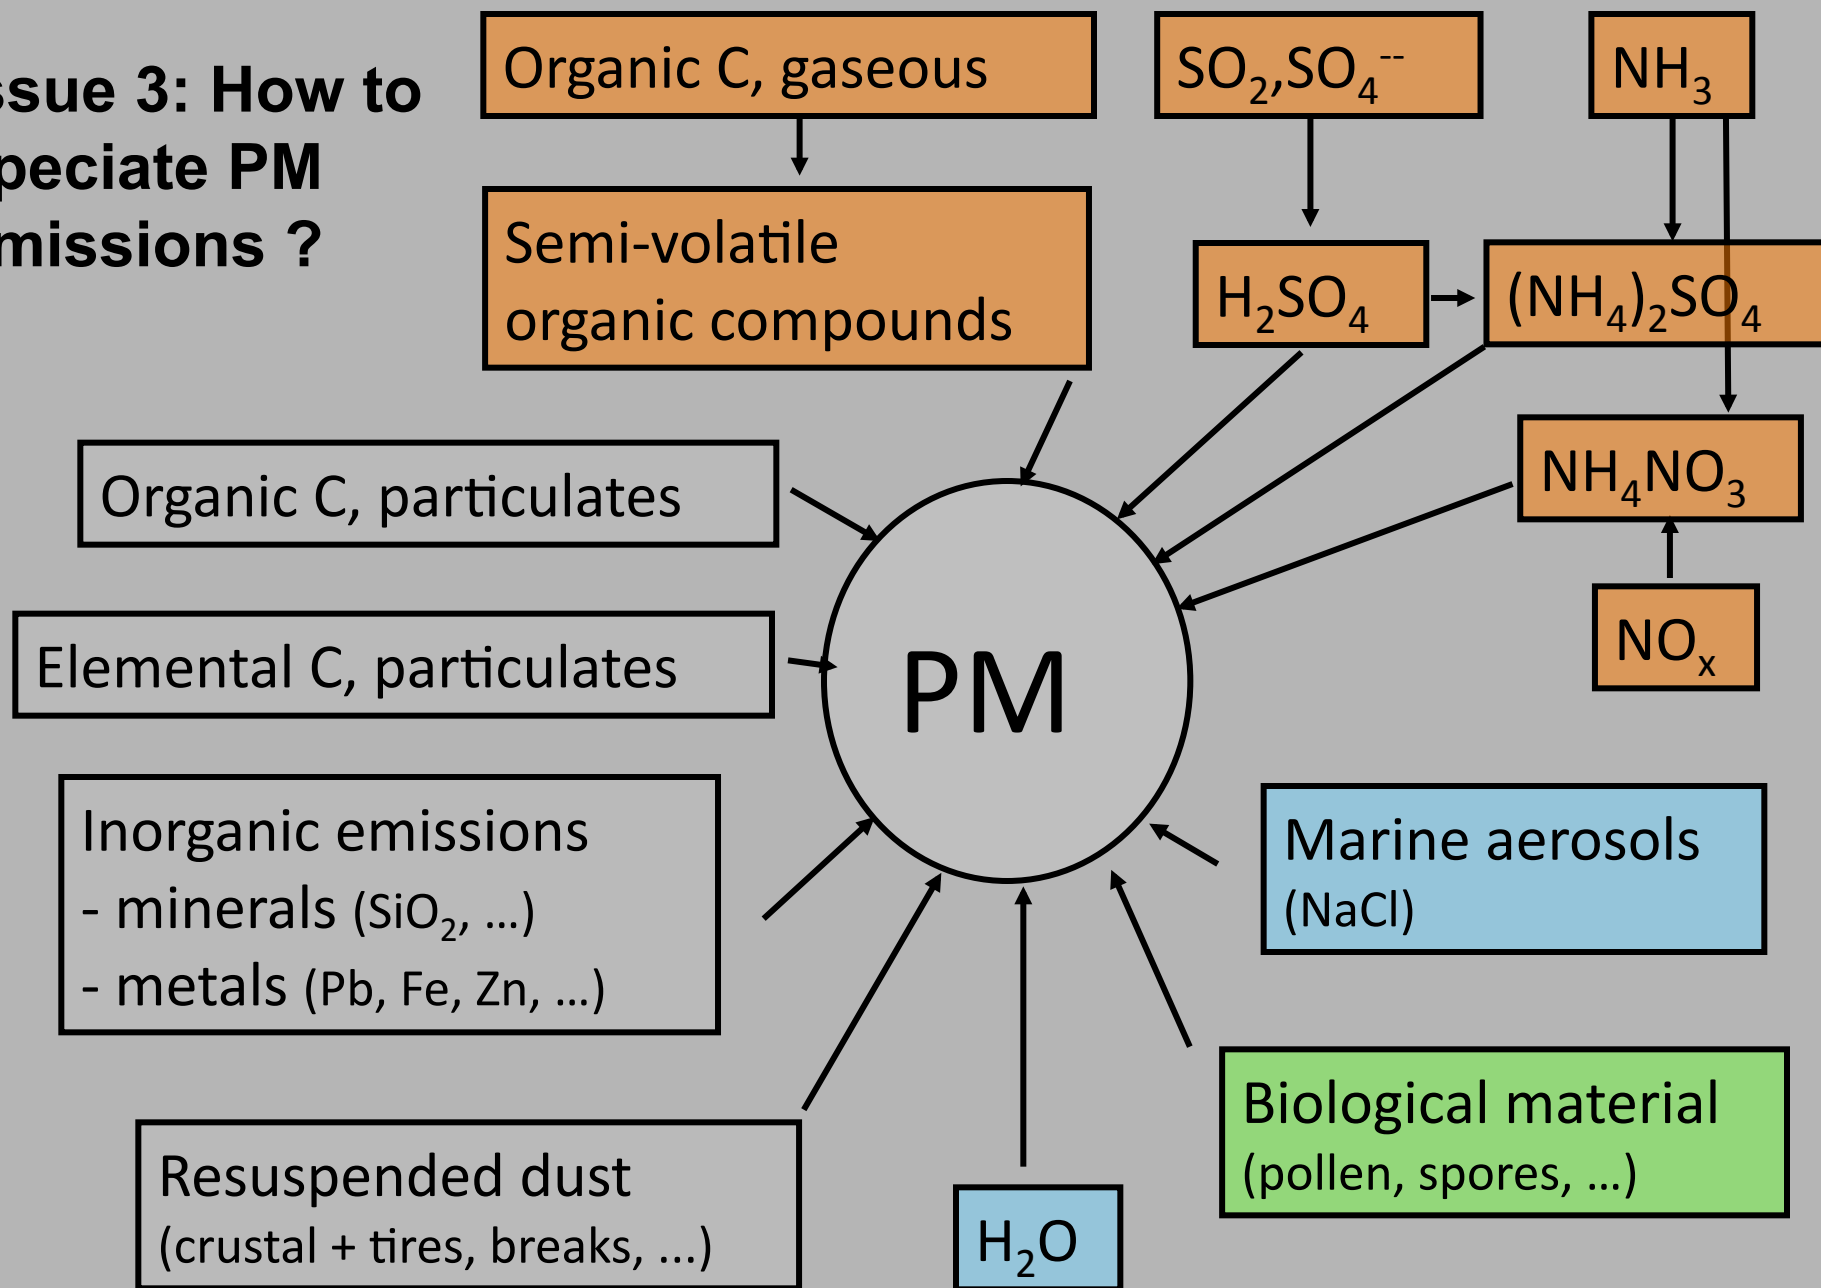 ssue 3: How to
peciate PM
missions ?
Organic C, gaseous
SO₂,SO₄⁻⁻
NH₃
Semi-volatile
organic compounds
H₂SO₄
(NH₄)₂SO₄
Organic C, particulates
NH₄NO₃
Elemental C, particulates
PM
NOₓ
Inorganic emissions
- minerals (SiO₂, ...)
- metals (Pb, Fe, Zn, ...)
Marine aerosols
(NaCl)
Resuspended dust
(crustal + tires, breaks, ...)
H₂O
Biological material
(pollen, spores, ...)